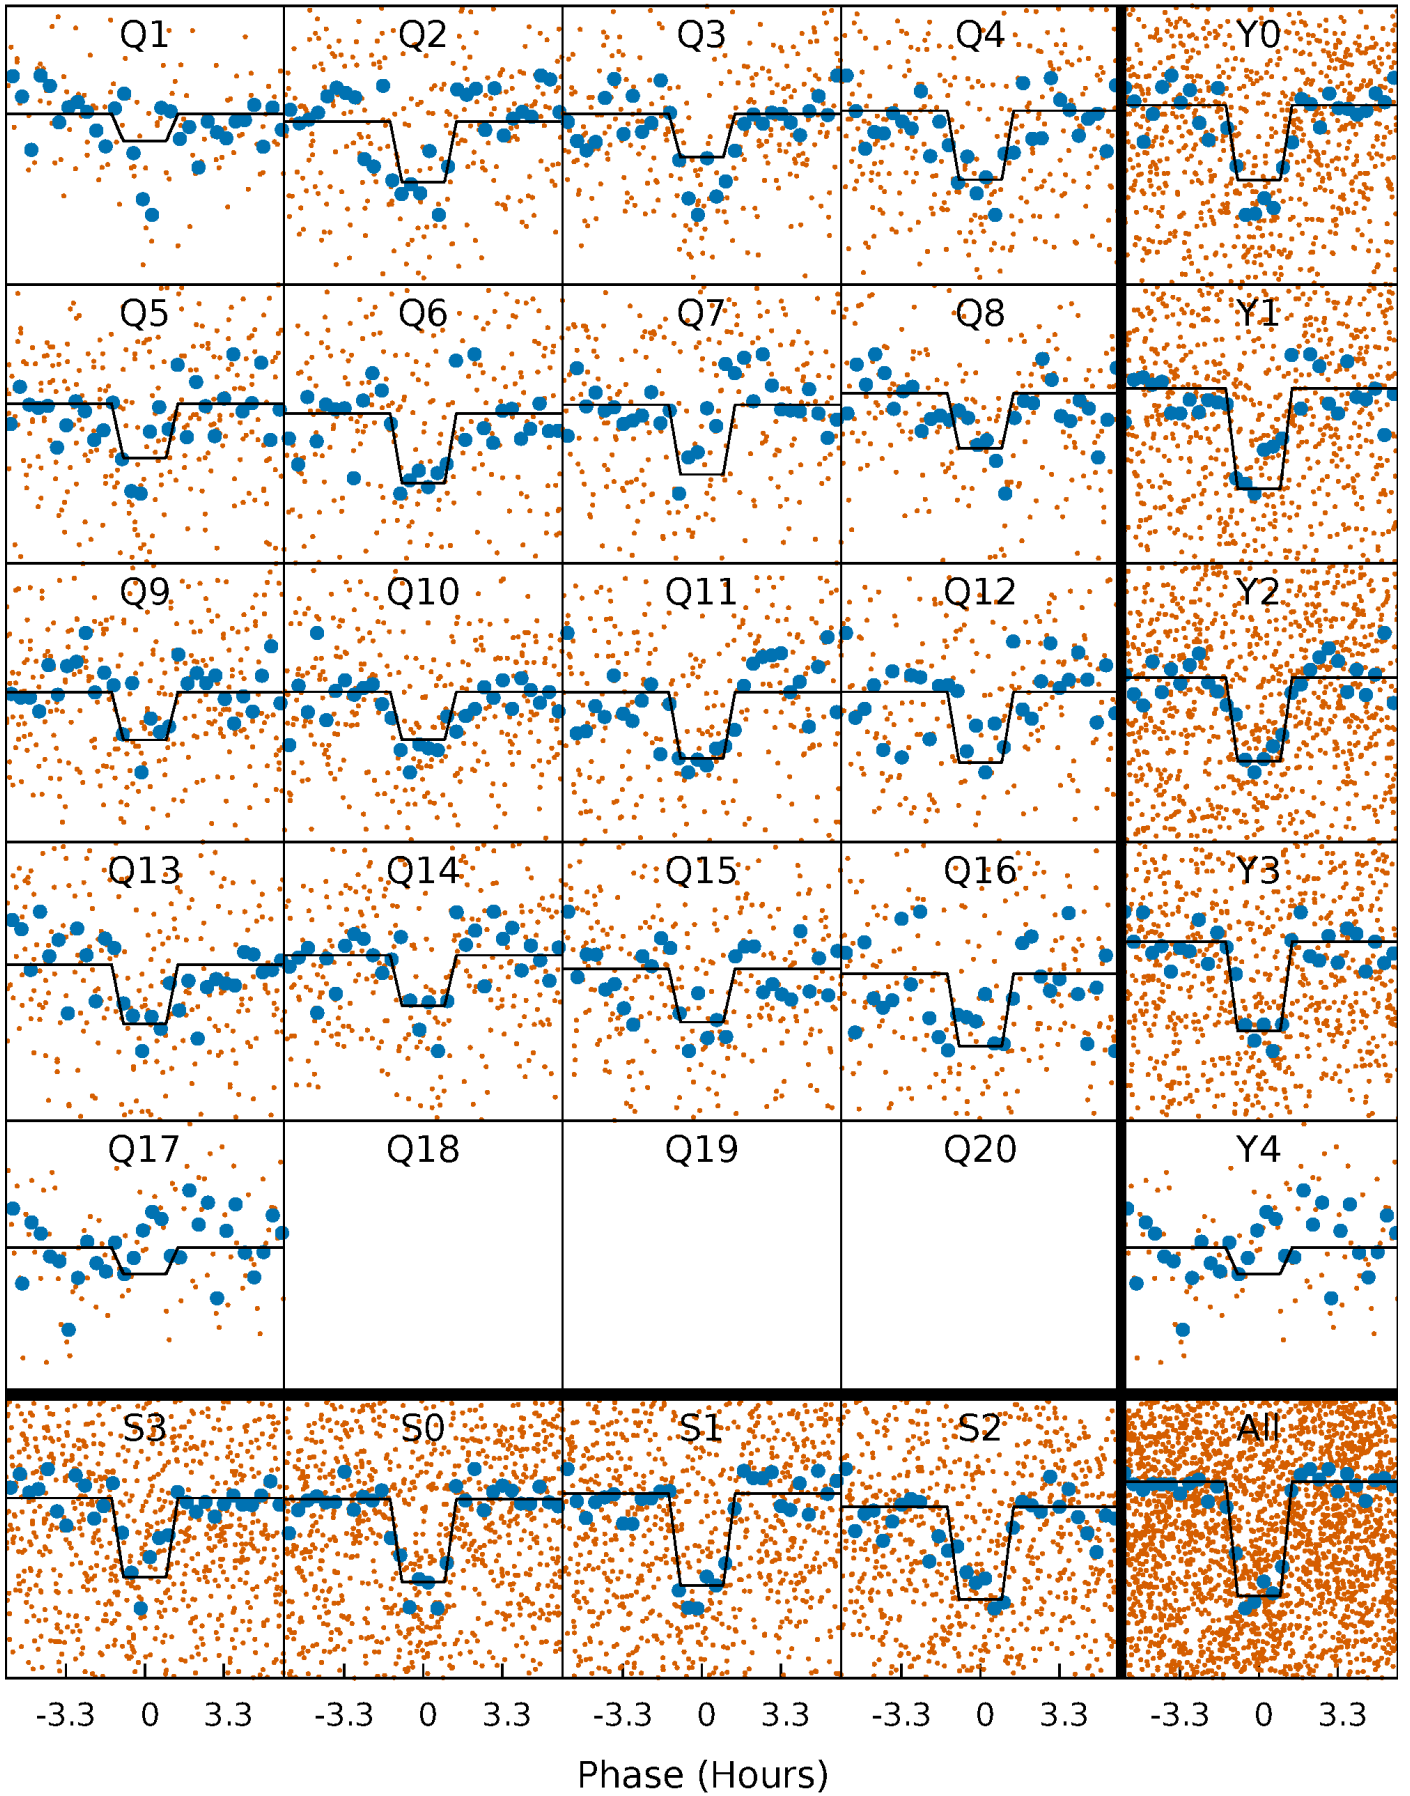 Q1 Q2 Q3 Q4 Y0
Q5 Q6 Q7 Q8 Y1
Q9 Q10 Q11 Q12 Y2
Q13 Q14 Q15 Q16 Y3
Q17 Q18 Q19 Q20 Y4
S3 S0 S1 S2 All
-3.3 0 3.3 -3.3 0 3.3 -3.3 0 3.3 -3.3 0 3.3 -3.3 0 3.3
Phase (Hours)